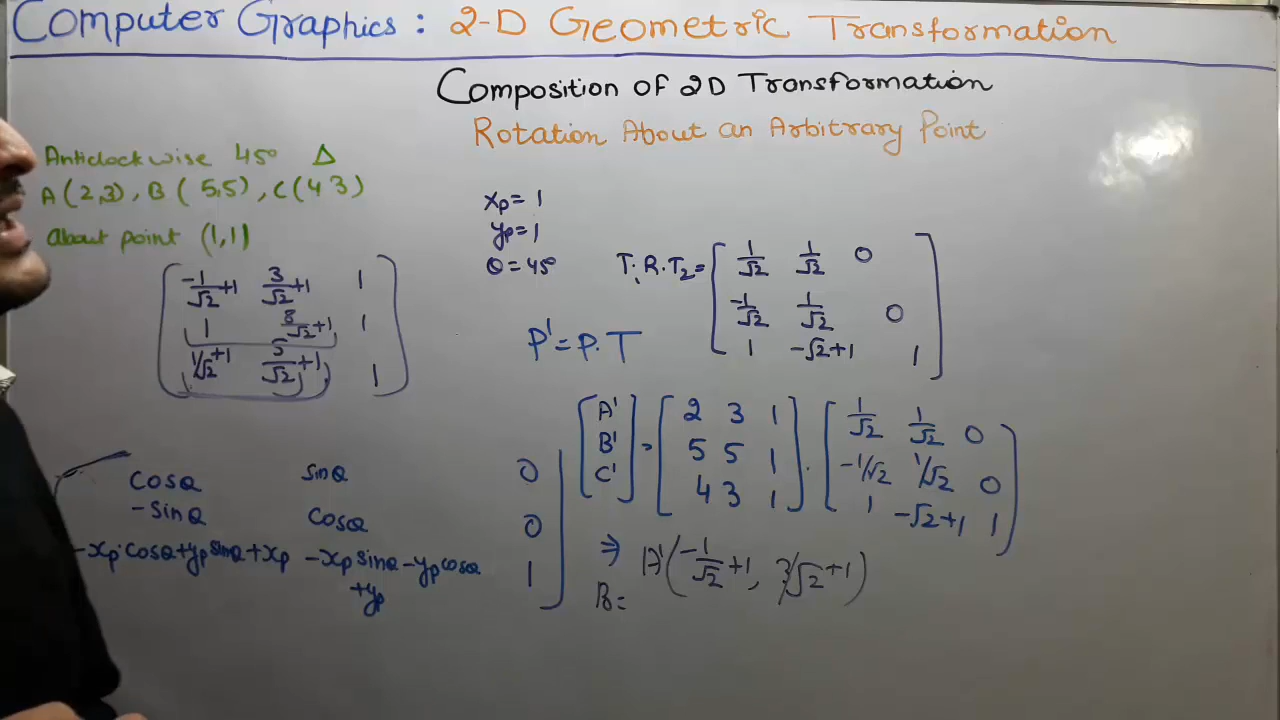 Computer Graphics : 2-D Geometric Transformation
Composition of 2D Transformation
Rotation About an Arbitrary Point
Anticlockwise 45° Δ
A(2,3), B(5,5), C(4 3)
About point (1,1)
-1/√2+1 3/√2+1 1
1 8/√2+1 1
1/√2+1 5/√2+1 1
xp = 1
yp = 1
θ = 45°
T1.R.T2 =
1/√2 1/√2 0
-1/√2 1/√2 0
1 -√2+1 1
P' = P.T
A' 2 3 1 1/√2 1/√2 0
B' = 5 5 1 . -1/√2 1/√2 0
C' 4 3 1 1 -√2+1 1
cosθ sinθ 0
-sinθ cosθ 0
-xp.cosθ+yp sinθ+xp -xp sinθ-yp cosθ +yp 1
⇒ A'(-1/√2+1, 3/√2+1)
B=